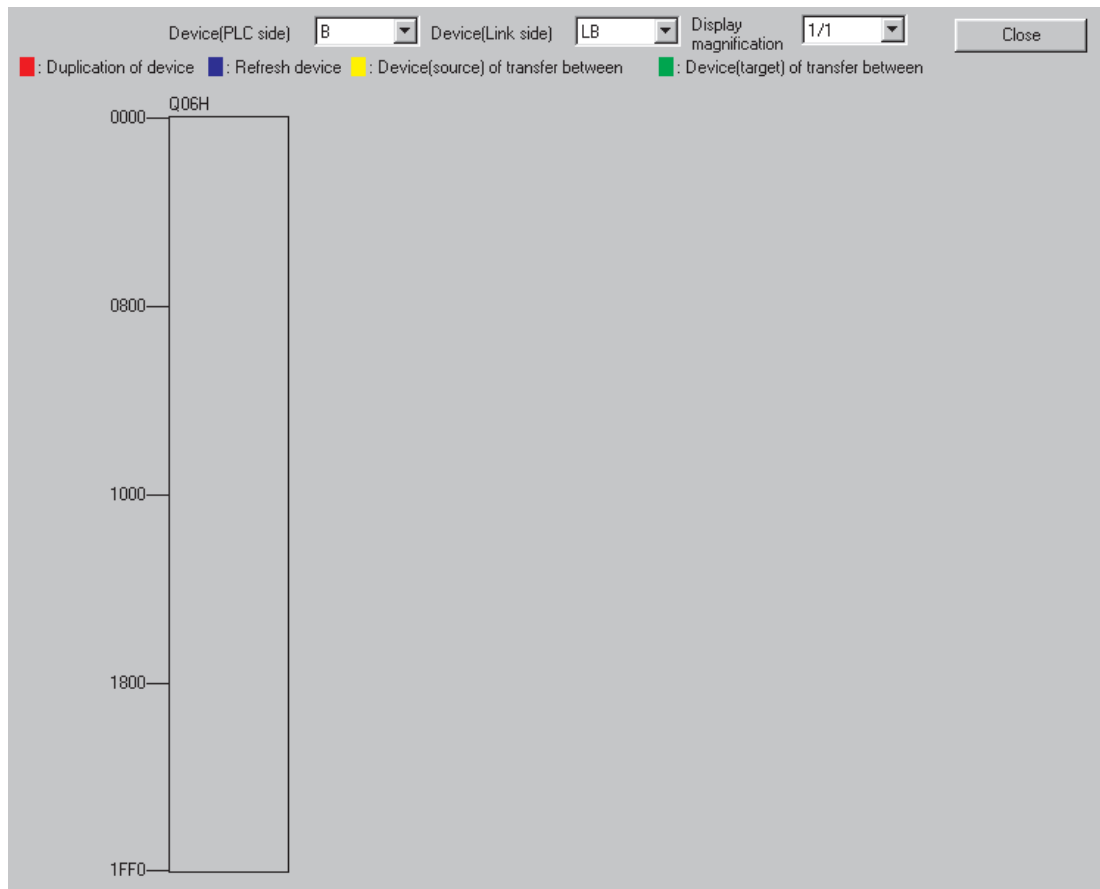 Device(PLC side) B Device(Link side) LB Display magnification 1/1 Close
: Duplication of device : Refresh device : Device(source) of transfer between : Device(target) of transfer between
Q06H
0000
0800
1000
1800
1FF0